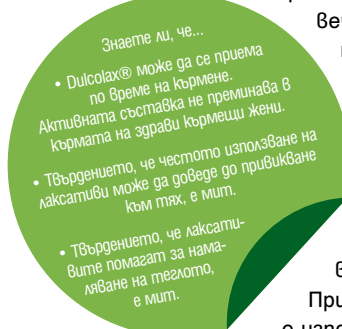 Знаете ли, че...
• Dulcolax® може да се приема
по време на кърмене.
Активната съставка не преминава в
кърмата на здрави кърмещи жени.
• Твърдението, че честото използване на
лаксативи може да доведе до привикване
към тях, е мит.
• Твърдението, че лаксати-
вите помагат за нама-
ляване на теглото,
е мит.
При